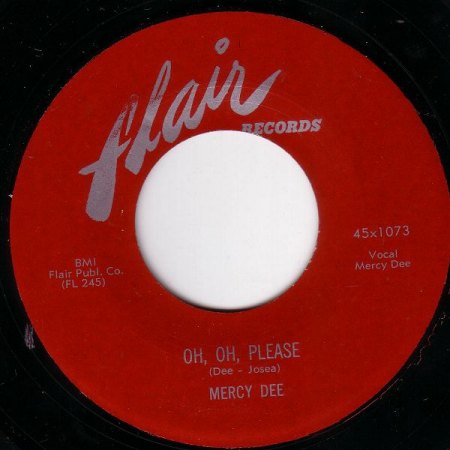 flair
RECORDS
45x1073
BMI
Flair Publ. Co.
(FL 245)
Vocal
Mercy Dee
OH, OH, PLEASE
(Dee - Josea)
MERCY DEE